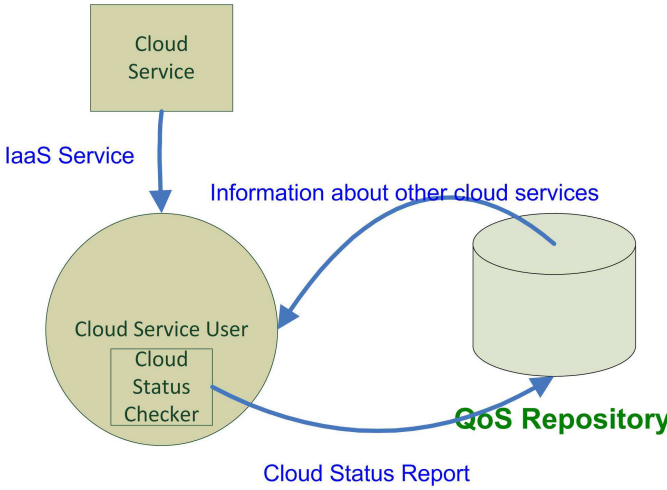 Cloud
Service
IaaS Service
Information about other cloud services
Cloud Service User
Cloud
Status
Checker
QoS Repository
Cloud Status Report